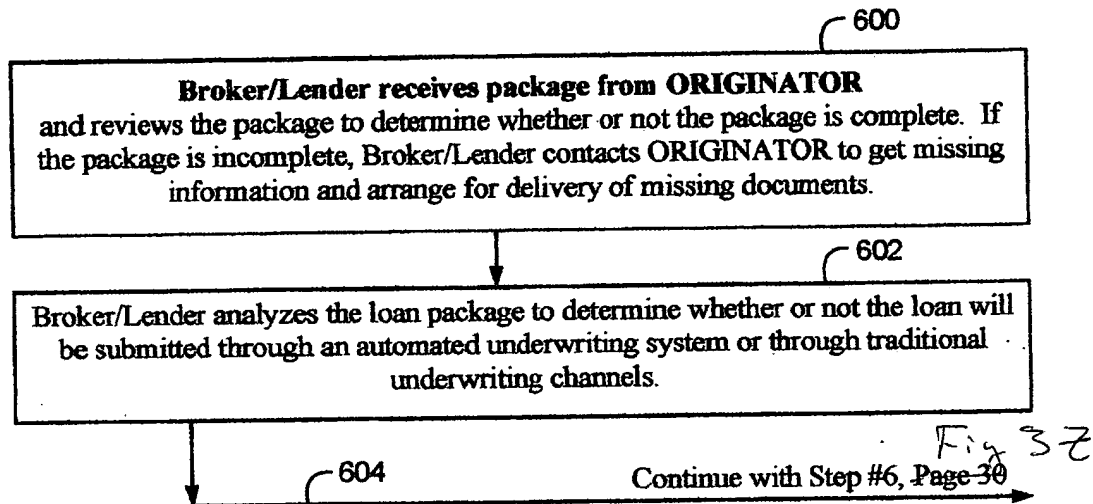 600
Broker/Lender receives package from ORIGINATOR
and reviews the package to determine whether or not the package is complete. If
the package is incomplete, Broker/Lender contacts ORIGINATOR to get missing
information and arrange for delivery of missing documents.
602
Broker/Lender analyzes the loan package to determine whether or not the loan will
be submitted through an automated underwriting system or through traditional
underwriting channels.
Fig 3Z
604
Continue with Step #6, Page 30